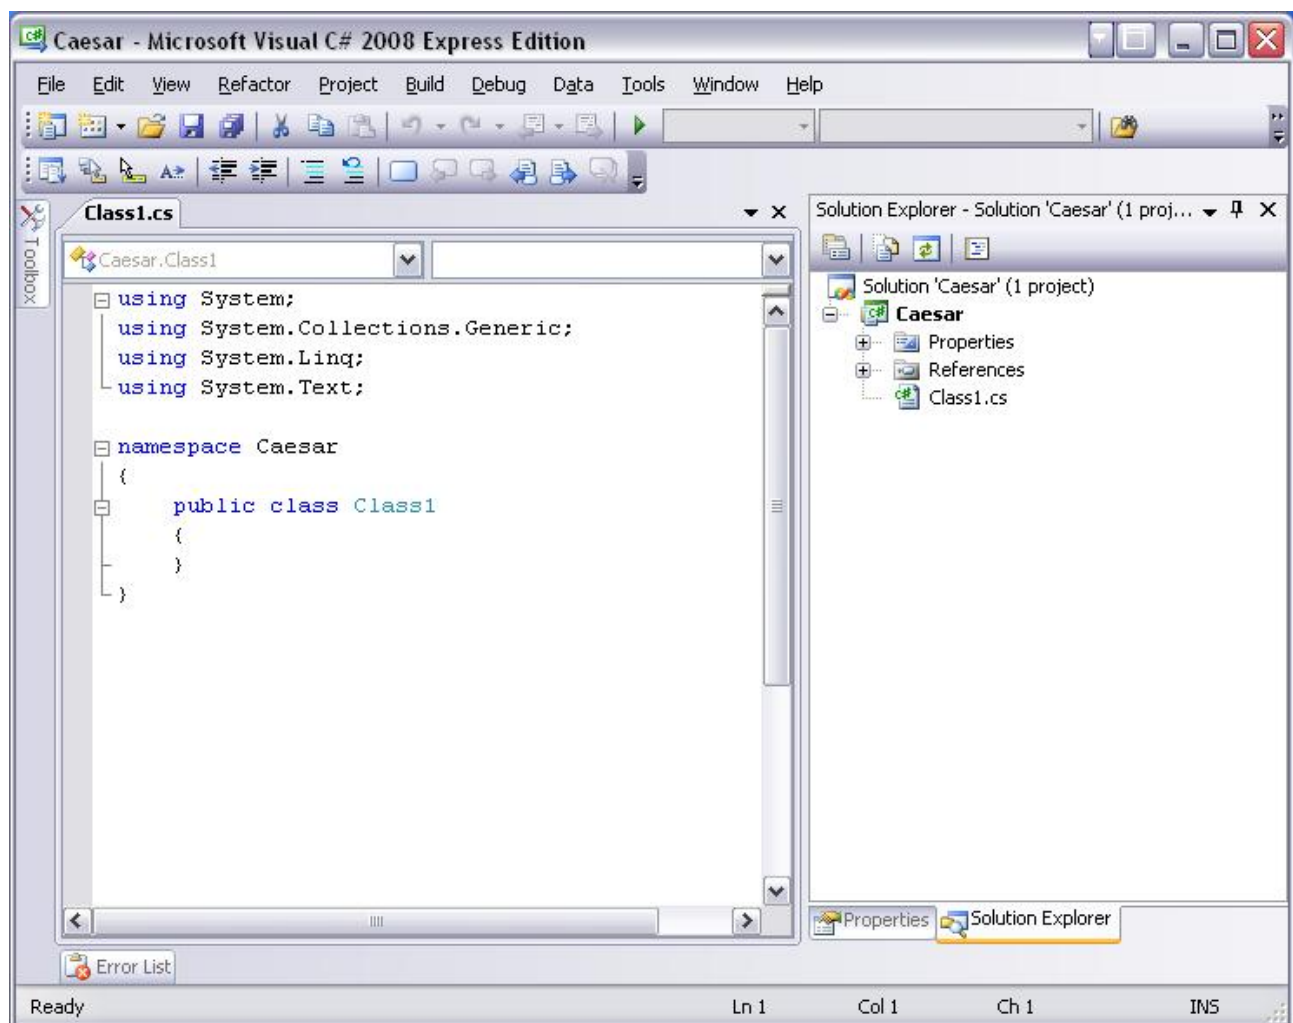 Caesar - Microsoft Visual C# 2008 Express Edition
File Edit View Refactor Project Build Debug Data Tools Window Help
Toolbox
Class1.cs
Caesar.Class1
using System;
using System.Collections.Generic;
using System.Linq;
using System.Text;
namespace Caesar
{
public class Class1
{
}
}
Solution Explorer - Solution 'Caesar' (1 proj...
Solution 'Caesar' (1 project)
Caesar
Properties
References
Class1.cs
Properties Solution Explorer
Error List
Ready Ln 1 Col 1 Ch 1 INS